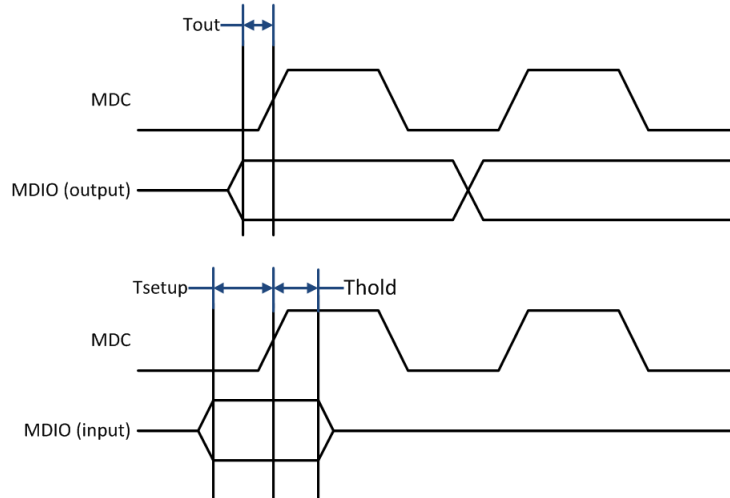 Tout
MDC
MDIO (output)
Tsetup
Thold
MDC
MDIO (input)